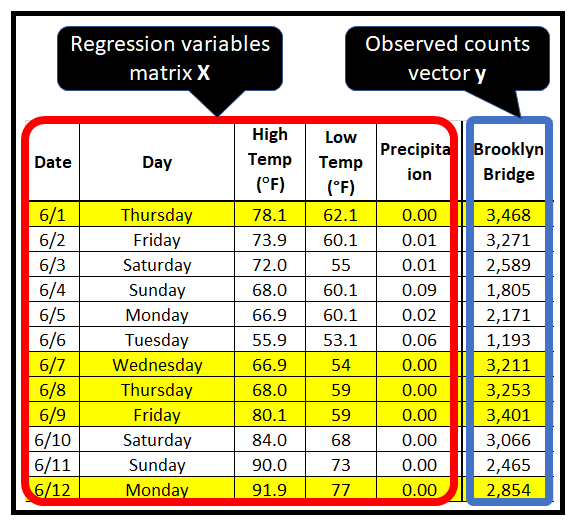 Regression variables
matrix X
Observed counts
vector y
Date Day High Temp (°F) Low Temp (°F) Precipita ion Brooklyn Bridge
6/1 Thursday 78.1 62.1 0.00 3,468
6/2 Friday 73.9 60.1 0.01 3,271
6/3 Saturday 72.0 55 0.01 2,589
6/4 Sunday 68.0 60.1 0.09 1,805
6/5 Monday 66.9 60.1 0.02 2,171
6/6 Tuesday 55.9 53.1 0.06 1,193
6/7 Wednesday 66.9 54 0.00 3,211
6/8 Thursday 68.0 59 0.00 3,253
6/9 Friday 80.1 59 0.00 3,401
6/10 Saturday 84.0 68 0.00 3,066
6/11 Sunday 90.0 73 0.00 2,465
6/12 Monday 91.9 77 0.00 2,854